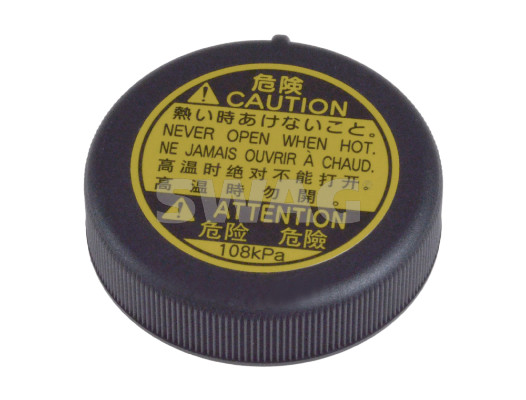 危険
CAUTION
熱い時あけないこと。
NEVER OPEN WHEN HOT.
NE JAMAIS OUVRIR À CHAUD.
高温时绝对不能打开。
高温時勿開。
SWAG
ATTENTION
危险 危險
108kPa